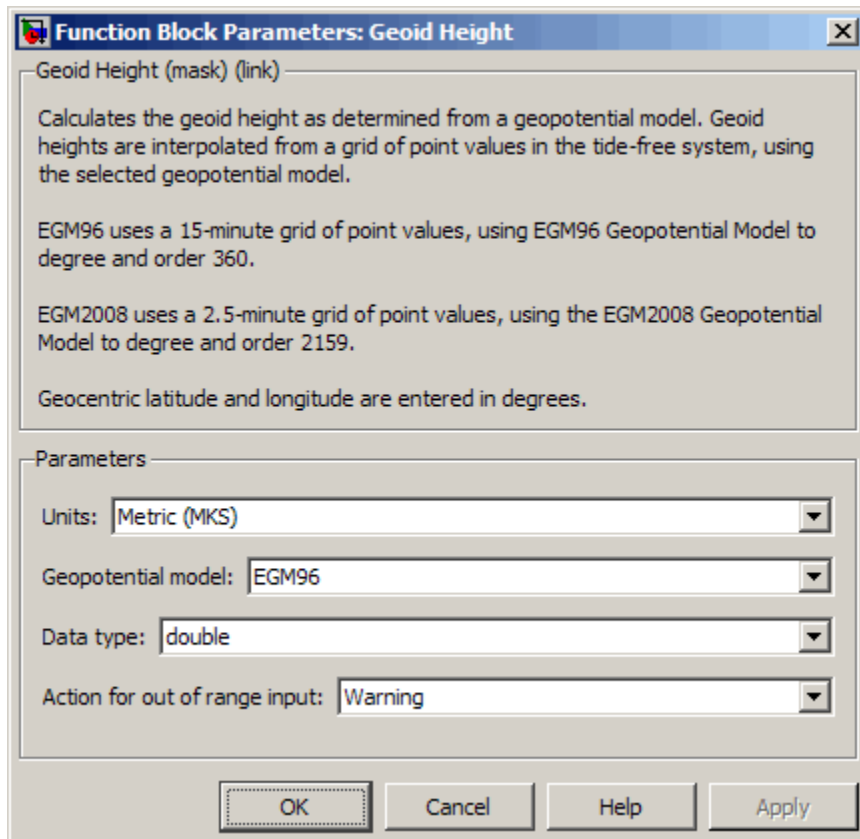 Function Block Parameters: Geoid Height
Geoid Height (mask) (link)
Calculates the geoid height as determined from a geopotential model. Geoid
heights are interpolated from a grid of point values in the tide-free system, using
the selected geopotential model.
EGM96 uses a 15-minute grid of point values, using EGM96 Geopotential Model to
degree and order 360.
EGM2008 uses a 2.5-minute grid of point values, using the EGM2008 Geopotential
Model to degree and order 2159.
Geocentric latitude and longitude are entered in degrees.
Parameters
Units: Metric (MKS)
Geopotential model: EGM96
Data type: double
Action for out of range input: Warning
OK Cancel Help Apply